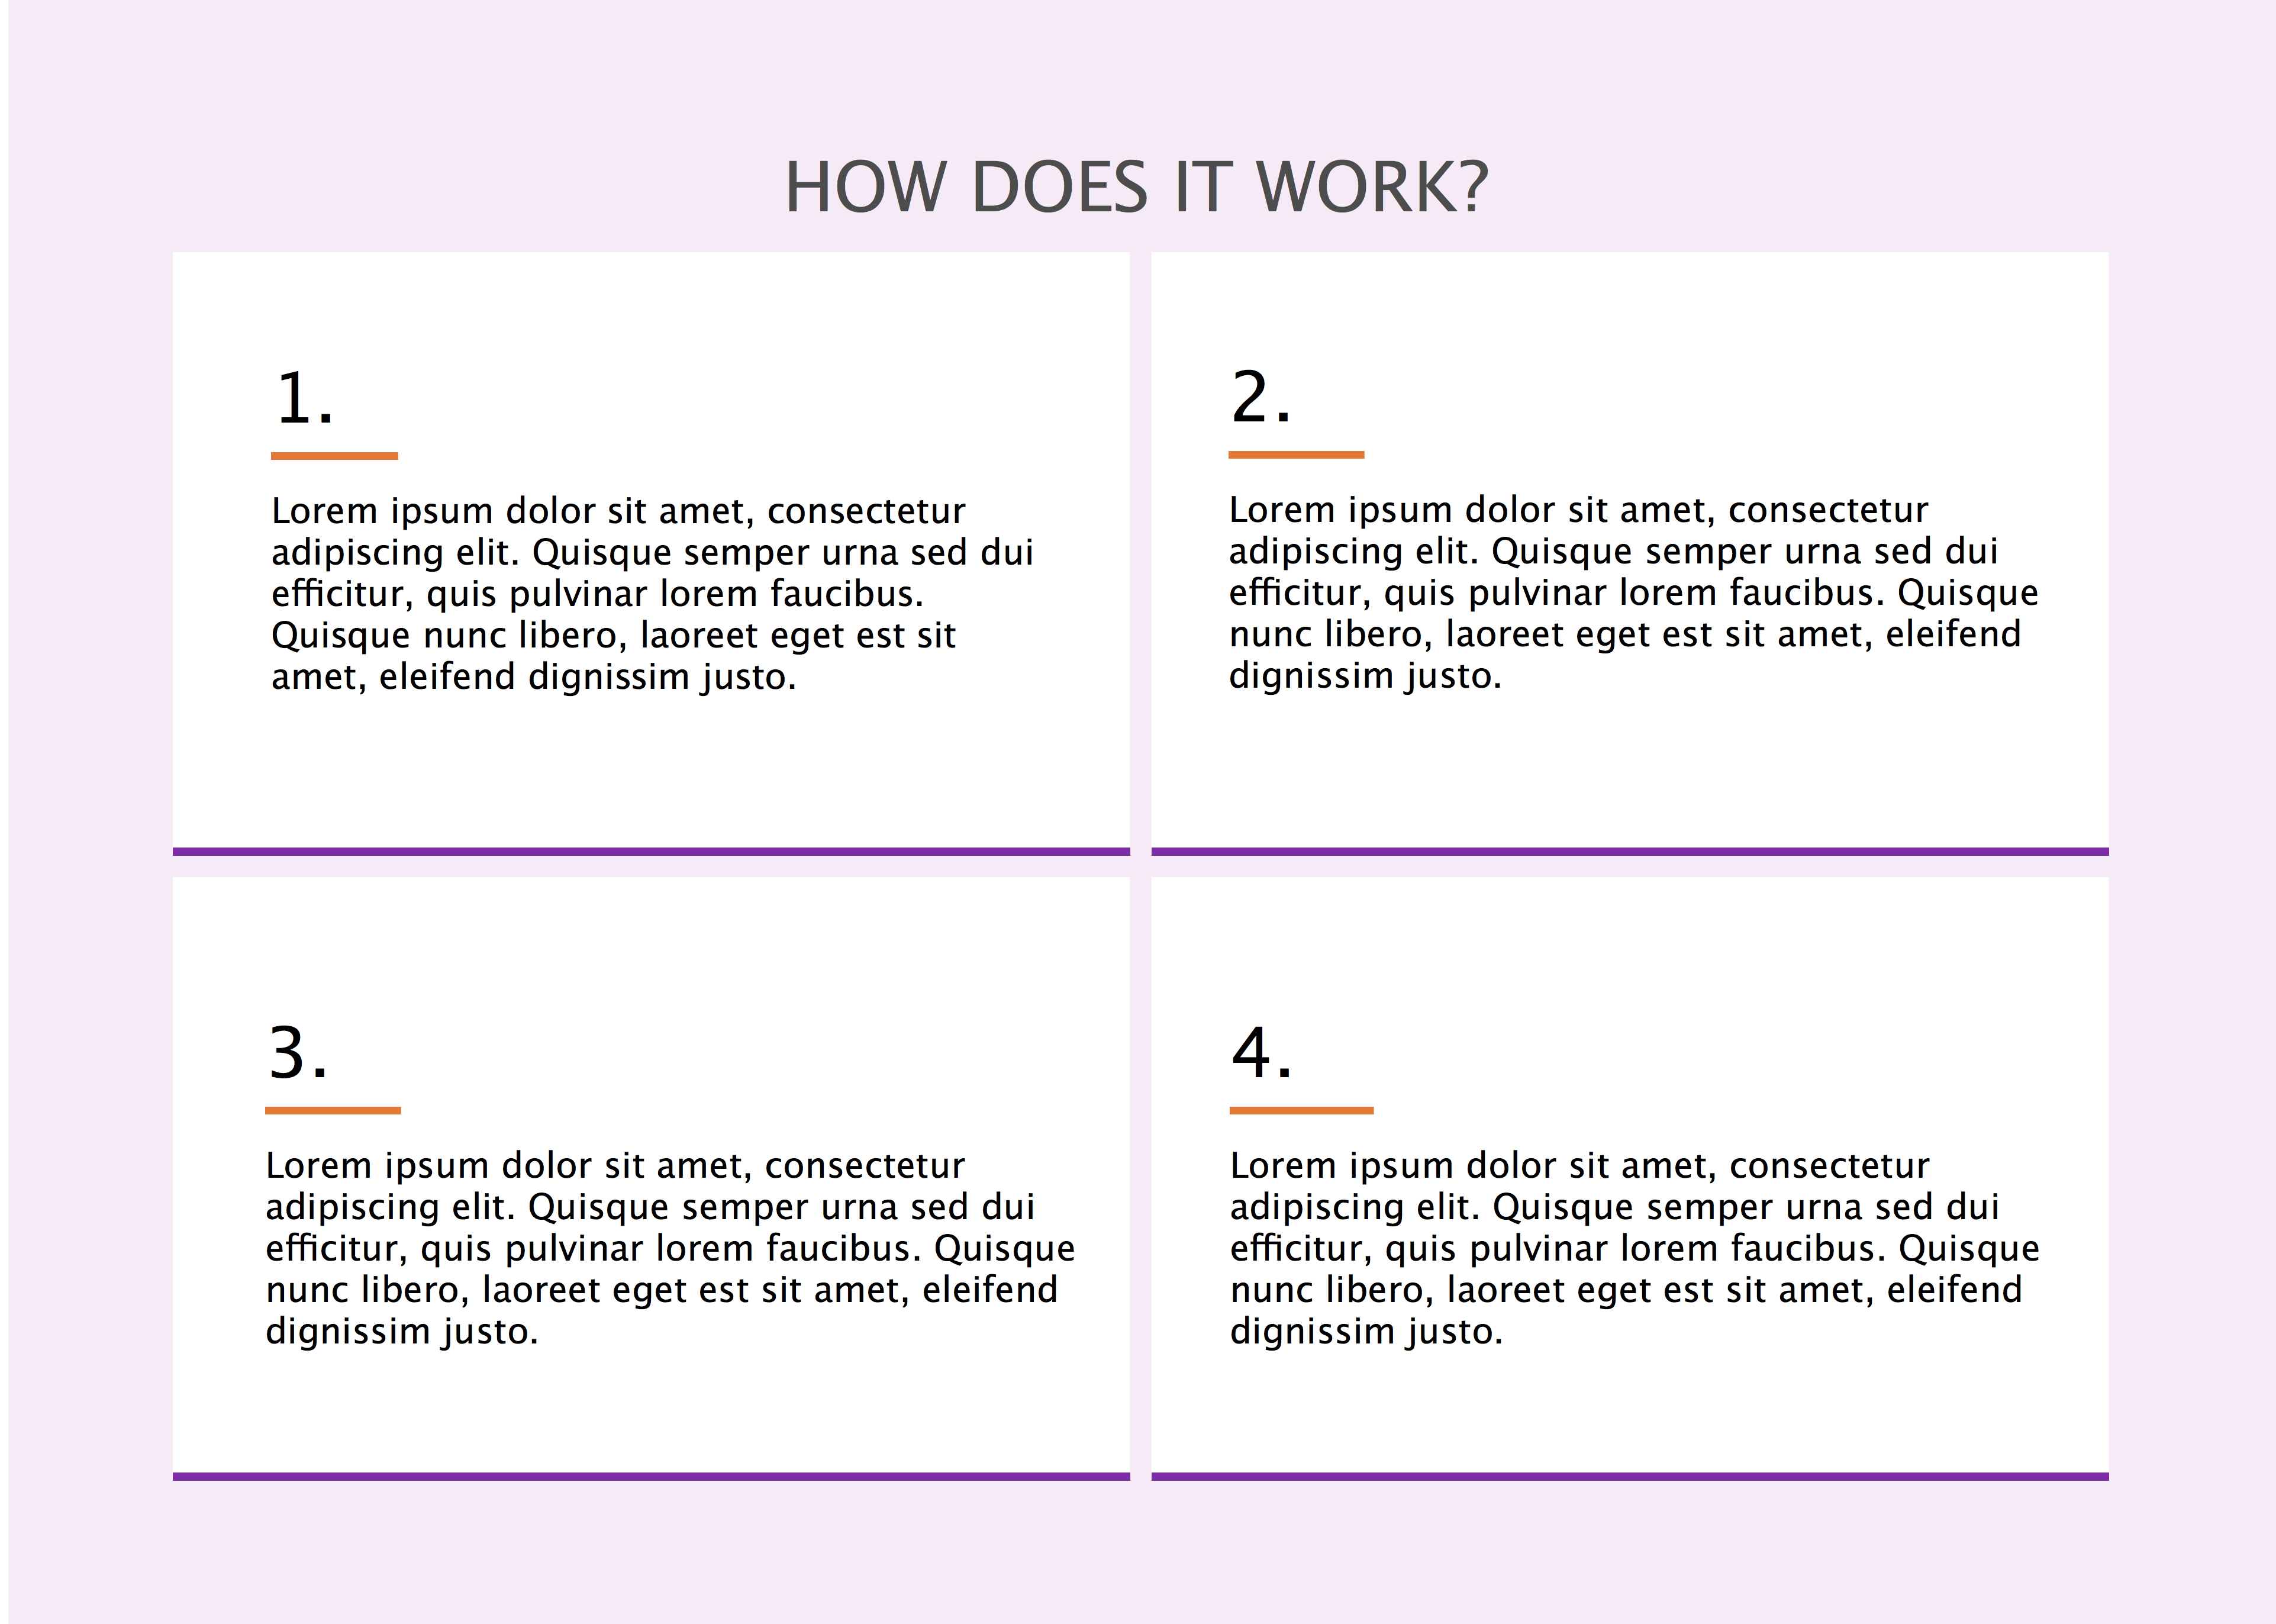 HOW DOES IT WORK?
1.
Lorem ipsum dolor sit amet, consectetur
adipiscing elit. Quisque semper urna sed dui
efficitur, quis pulvinar lorem faucibus.
Quisque nunc libero, laoreet eget est sit
amet, eleifend dignissim justo.
2.
Lorem ipsum dolor sit amet, consectetur
adipiscing elit. Quisque semper urna sed dui
efficitur, quis pulvinar lorem faucibus. Quisque
nunc libero, laoreet eget est sit amet, eleifend
dignissim justo.
3.
Lorem ipsum dolor sit amet, consectetur
adipiscing elit. Quisque semper urna sed dui
efficitur, quis pulvinar lorem faucibus. Quisque
nunc libero, laoreet eget est sit amet, eleifend
dignissim justo.
4.
Lorem ipsum dolor sit amet, consectetur
adipiscing elit. Quisque semper urna sed dui
efficitur, quis pulvinar lorem faucibus. Quisque
nunc libero, laoreet eget est sit amet, eleifend
dignissim justo.